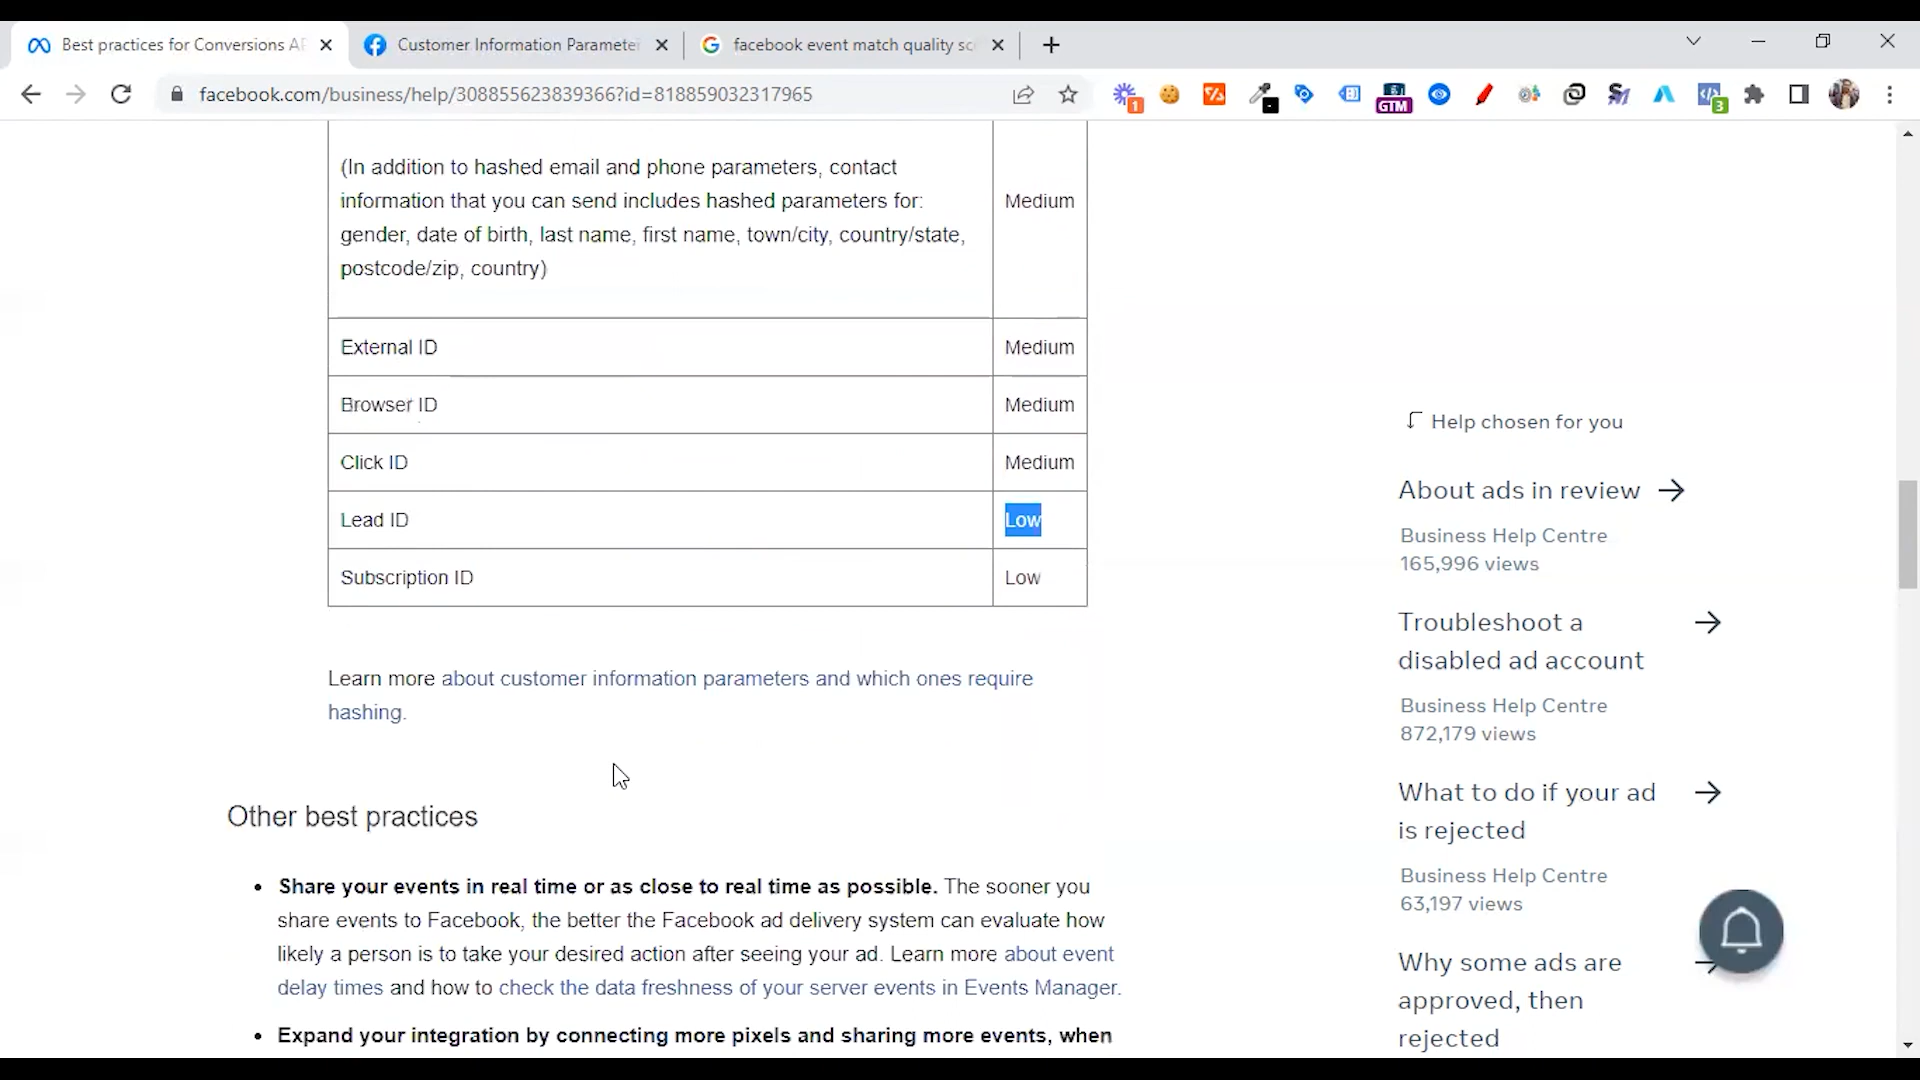 Best practices for Conversions AP
Customer Information Parameter
facebook event match quality sc
facebook.com/business/help/308855623839366?id=818859032317965
1
GTM
3
(In addition to hashed email and phone parameters, contact
information that you can send includes hashed parameters for:
gender, date of birth, last name, first name, town/city, country/state,
postcode/zip, country)
Medium
External ID
Medium
Browser ID
Medium
Click ID
Medium
Lead ID
Low
Subscription ID
Low
Learn more about customer information parameters and which ones require
hashing.
Other best practices
• Share your events in real time or as close to real time as possible. The sooner you
share events to Facebook, the better the Facebook ad delivery system can evaluate how
likely a person is to take your desired action after seeing your ad. Learn more about event
delay times and how to check the data freshness of your server events in Events Manager.
• Expand your integration by connecting more pixels and sharing more events, when
Help chosen for you
About ads in review
Business Help Centre
165,996 views
Troubleshoot a
disabled ad account
Business Help Centre
872,179 views
What to do if your ad
is rejected
Business Help Centre
63,197 views
Why some ads are
approved, then
rejected